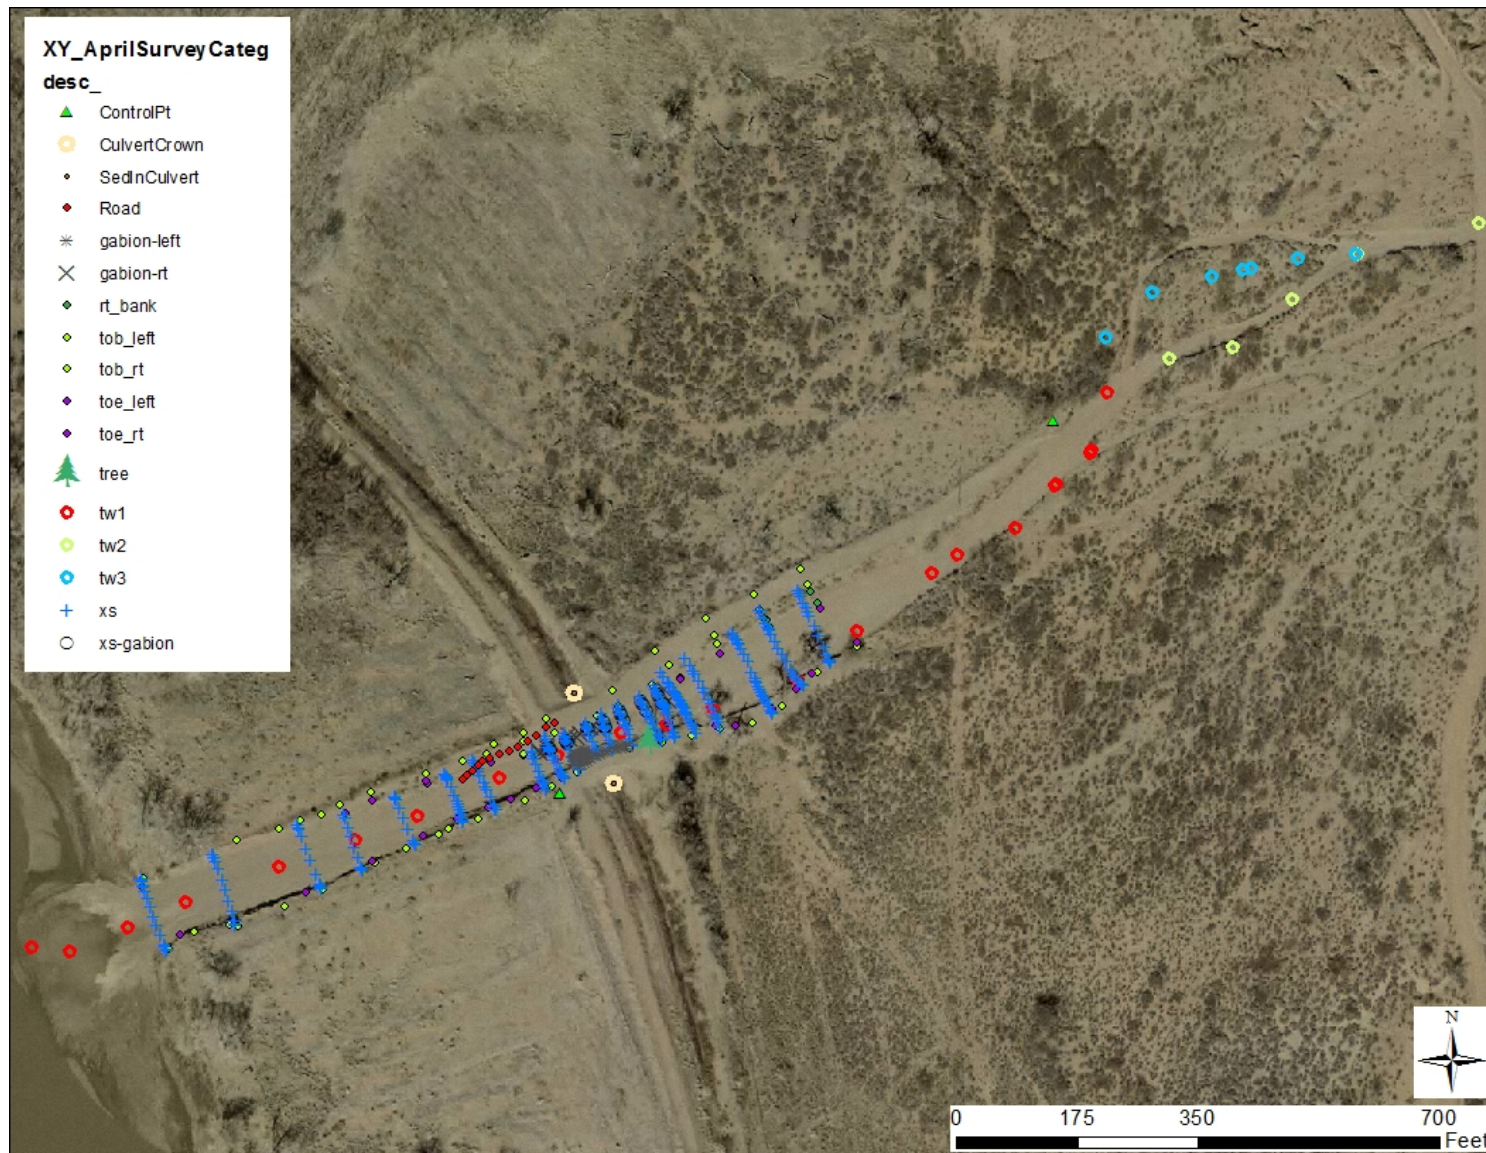 XY_AprilSurveyCateg
desc_
ControlPt
CulvertCrown
SedInCulvert
Road
gabion-left
gabion-rt
rt_bank
tob_left
tob_rt
toe_left
toe_rt
tree
tw1
tw2
tw3
xs
xs-gabion
N
0 175 350 700
Feet